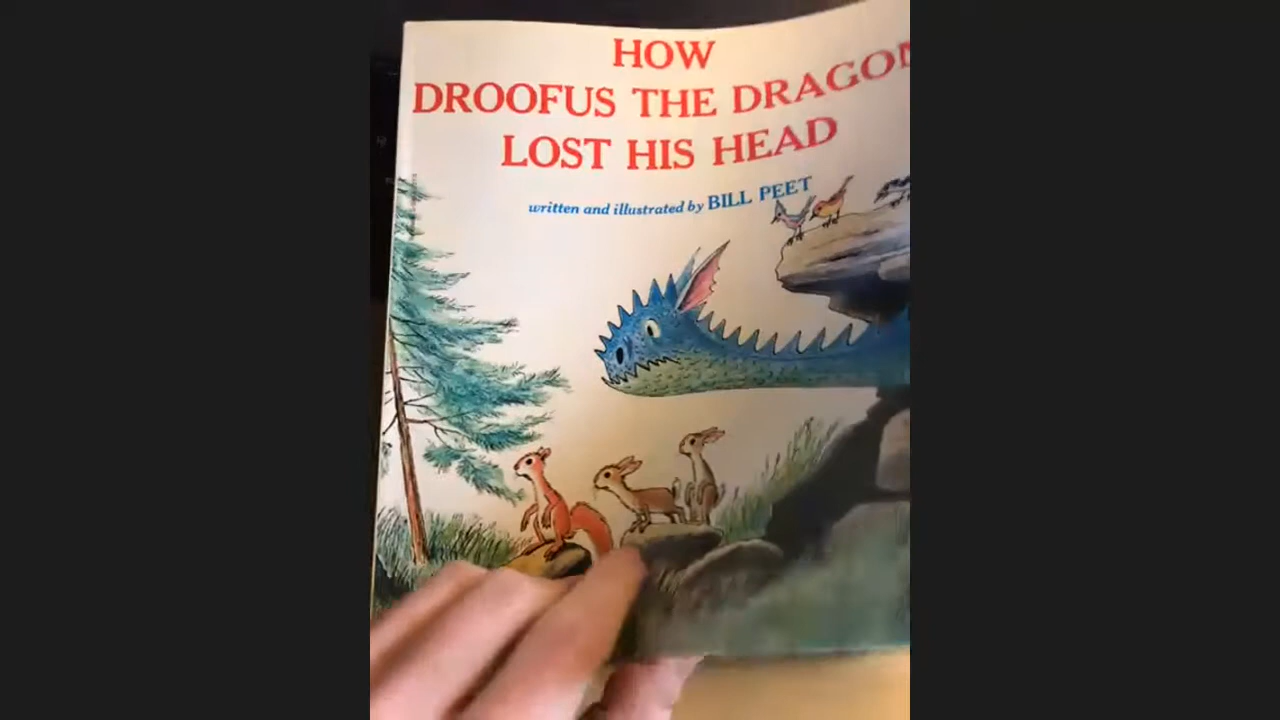 HOW
DROOFUS THE DRAGON
LOST HIS HEAD
written and illustrated by BILL PEET